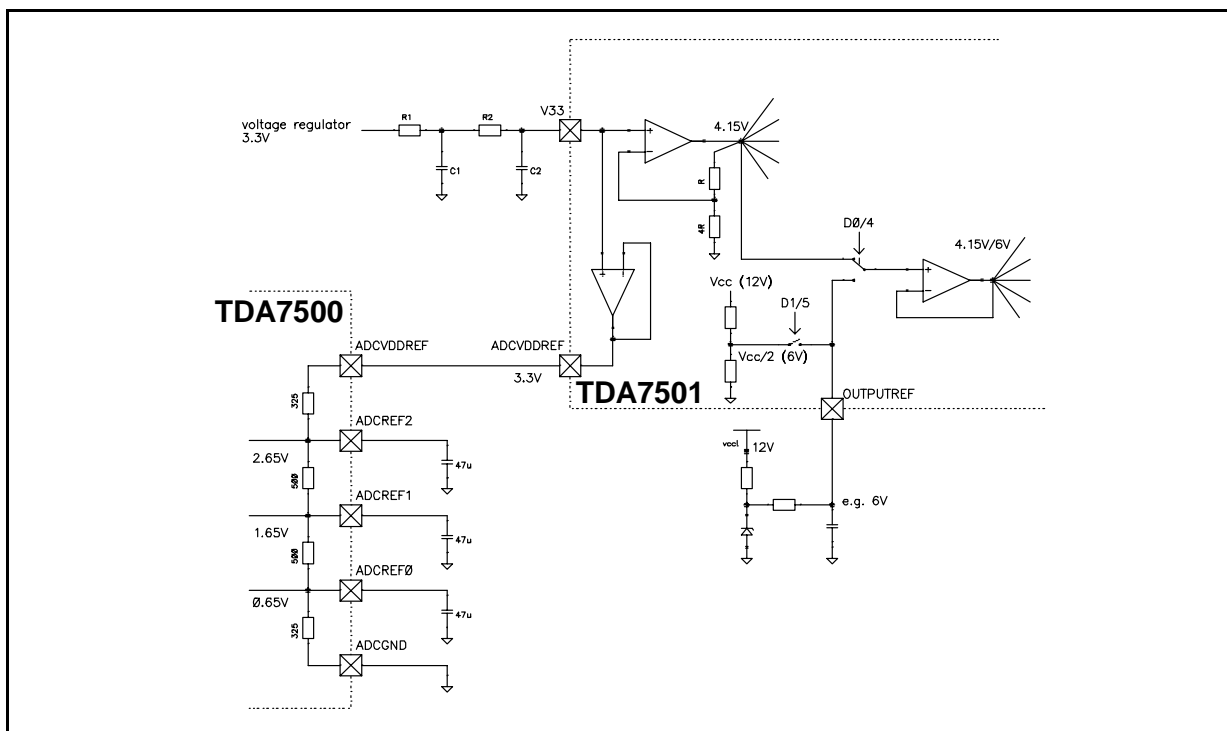 V33
R1
R2
voltage regulator
3.3V
4.15V
C1
C2
R
4R
DØ/4
4.15V/6V
Vcc (12V)
D1/5
TDA7500
Vcc/2 (6V)
ADCVDDREF
ADCVDDREF
3.3V
TDA7501
OUTPUTREF
325
ADCREF2
2.65V
47u
vccl
12V
500
ADCREF1
e.g. 6V
1.65V
47u
500
ADCREFØ
Ø.65V
47u
325
ADCGND